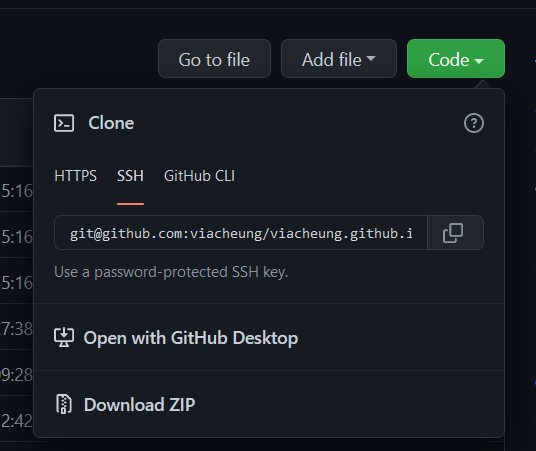 Go to file
Add file
Code
Clone
HTTPS
SSH
GitHub CLI
git@github.com:viacheung/viacheung.github.i
Use a password-protected SSH key.
Open with GitHub Desktop
Download ZIP
5:16
5:16
5:16
7:38
09:28
2:42